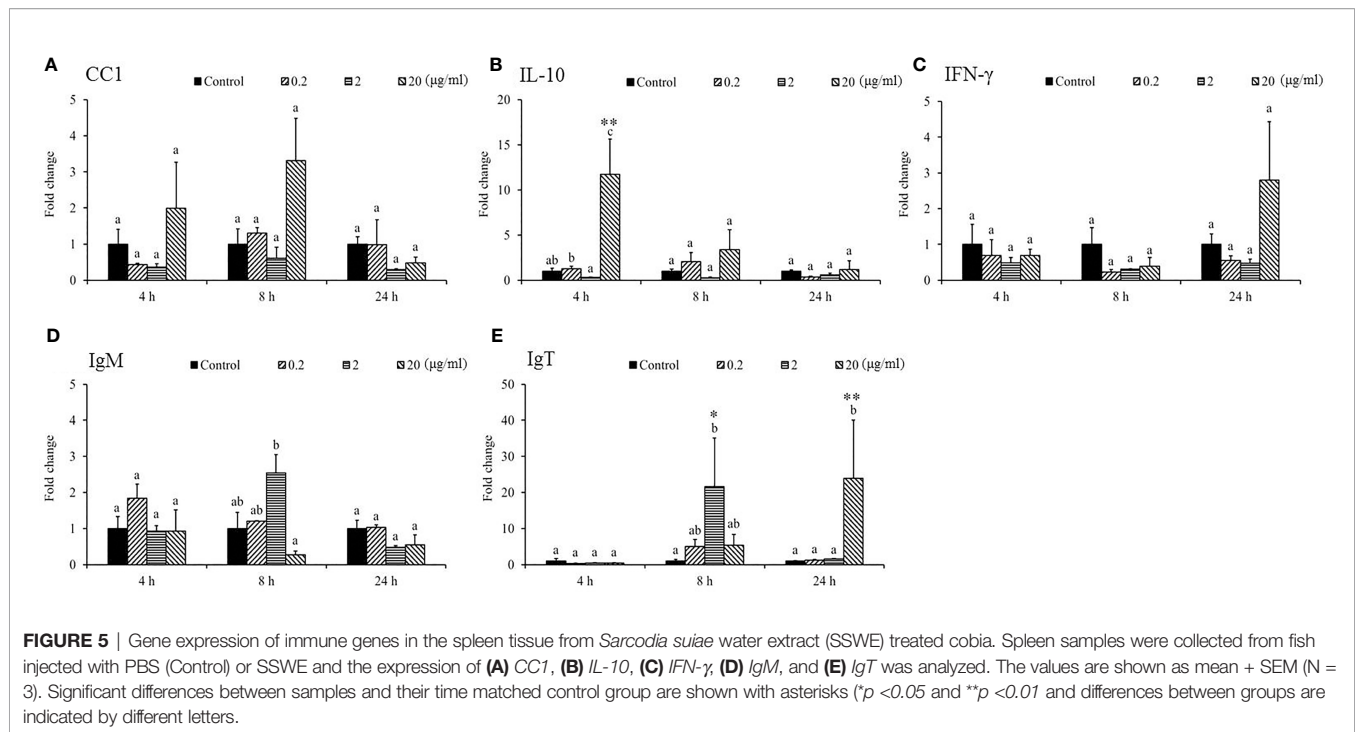 A CC1
Control 0.2 2 20 (µg/ml)
5
4
3
2
1
0
Fold change
a a a a
a a a a
a a a a
4 h 8 h 24 h
B IL-10
Control 0.2 2 20 (µg/ml)
20
15
10
5
0
Fold change
**
ab b a c
a a a a
a a a a
4 h 8 h 24 h
C IFN-γ
Control 0.2 2 20 (µg/ml)
5
4
3
2
1
0
Fold change
a a a a
a a a a
a a a a
4 h 8 h 24 h
D IgM
Control 0.2 2 20 (µg/ml)
5
4
3
2
1
0
Fold change
a a a a
ab ab b a
a a a a
4 h 8 h 24 h
E IgT
Control 0.2 2 20 (µg/ml)
50
40
30
20
10
0
Fold change
* **
a a a a
a ab b ab
a a a b
4 h 8 h 24 h
FIGURE 5 | Gene expression of immune genes in the spleen tissue from Sarcodia suiae water extract (SSWE) treated cobia. Spleen samples were collected from fish
injected with PBS (Control) or SSWE and the expression of (A) CC1, (B) IL-10, (C) IFN-γ, (D) IgM, and (E) IgT was analyzed. The values are shown as mean + SEM (N =
3). Significant differences between samples and their time matched control group are shown with asterisks (*p <0.05 and **p <0.01 and differences between groups are
indicated by different letters.